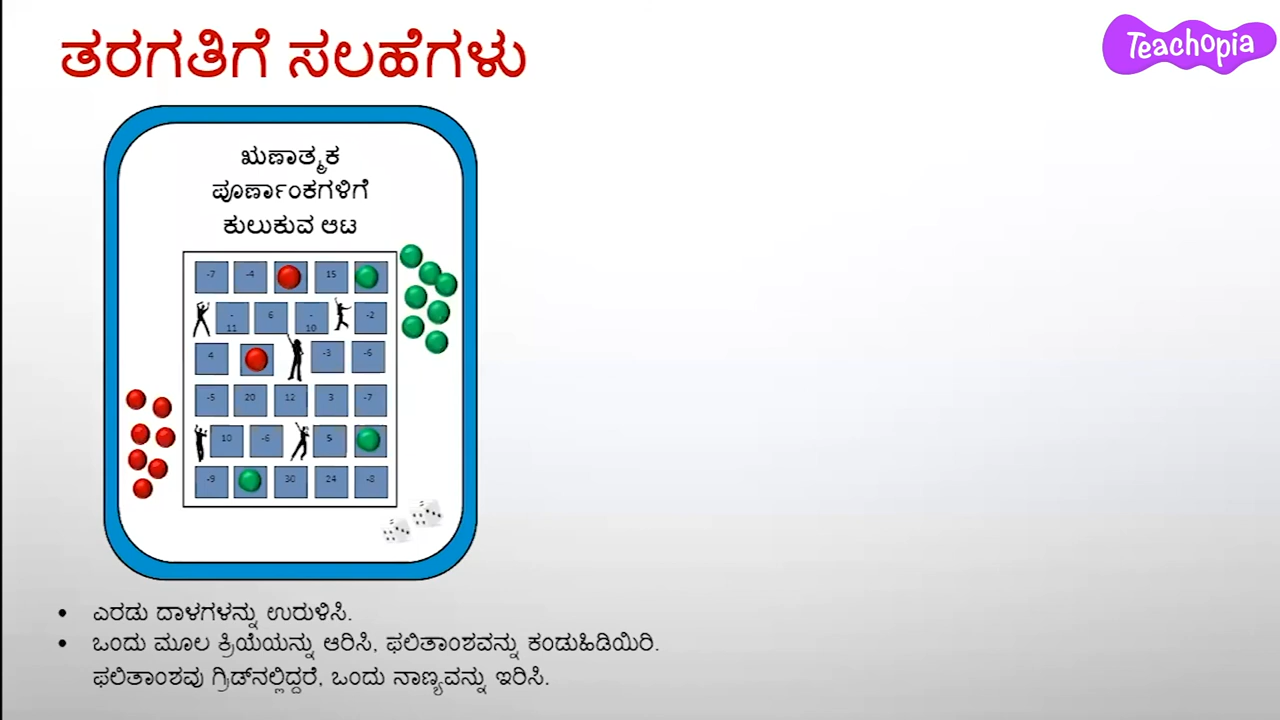 ತರಗತಿಗೆ ಸಲಹೆಗಳು
Teachopia
ಋಣಾತ್ಮಕ
ಪೂರ್ಣಾಂಕಗಳಿಗೆ
ಕುಲುಕುವ ಆಟ
-7 -4 15
-11 6 -10 -2
4 -3 -6
-5 20 12 3 -7
10 -6 5
-9 30 24 -8
• ಎರಡು ದಾಳಗಳನ್ನು ಉರುಳಿಸಿ.
• ಒಂದು ಮೂಲ ಕ್ರಿಯೆಯನ್ನು ಆರಿಸಿ, ಫಲಿತಾಂಶವನ್ನು ಕಂಡುಹಿಡಿಯಿರಿ.
ಫಲಿತಾಂಶವು ಗ್ರಿಡ್‌ನಲ್ಲಿದ್ದರೆ, ಒಂದು ನಾಣ್ಯವನ್ನು ಇರಿಸಿ.